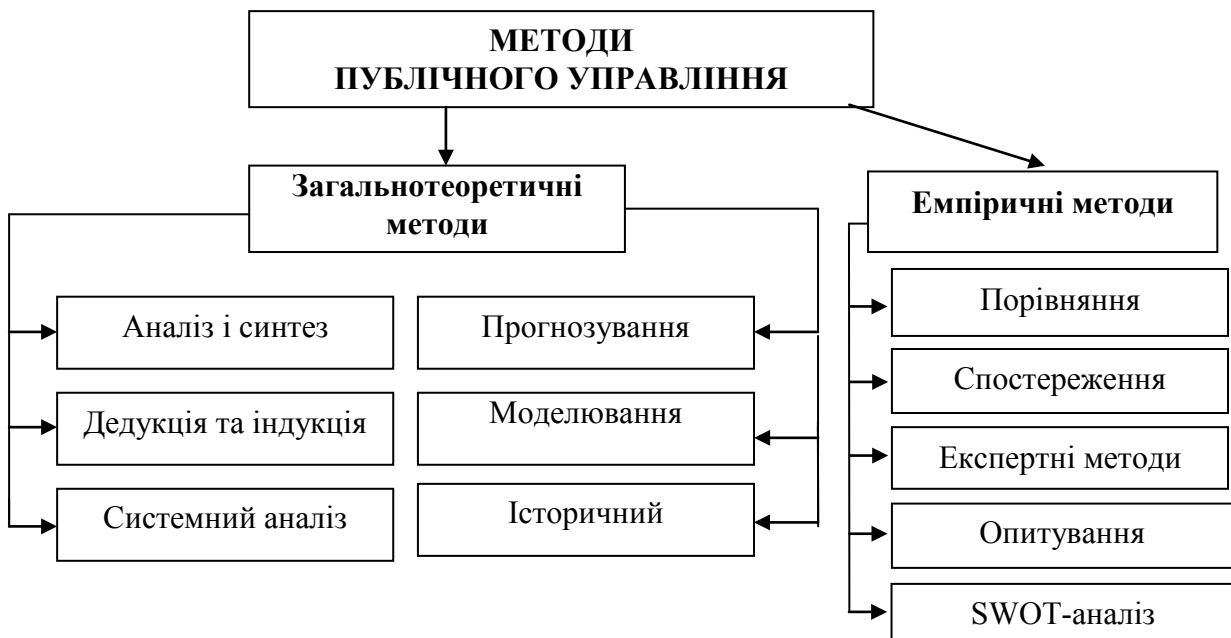 МЕТОДИ
ПУБЛІЧНОГО УПРАВЛІННЯ
Загальнотеоретичні
методи
Аналіз і синтез
Дедукція та індукція
Системний аналіз
Прогнозування
Моделювання
Історичний
Емпіричні методи
Порівняння
Спостереження
Експертні методи
Опитування
SWOT-аналіз